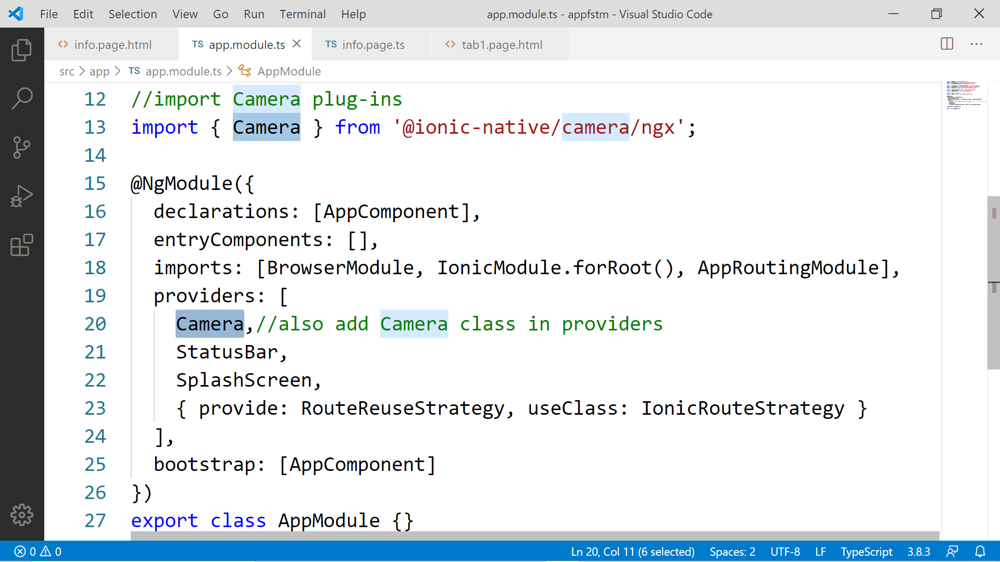 File Edit Selection View Go Run Terminal Help app.module.ts - appfstm - Visual Studio Code
info.page.html TS app.module.ts TS info.page.ts tab1.page.html
src > app > TS app.module.ts > AppModule
12 //import Camera plug-ins
13 import { Camera } from '@ionic-native/camera/ngx';
14
15 @NgModule({
16 declarations: [AppComponent],
17 entryComponents: [],
18 imports: [BrowserModule, IonicModule.forRoot(), AppRoutingModule],
19 providers: [
20 Camera,//also add Camera class in providers
21 StatusBar,
22 SplashScreen,
23 { provide: RouteReuseStrategy, useClass: IonicRouteStrategy }
24 ],
25 bootstrap: [AppComponent]
26 })
27 export class AppModule {}
0 0 Ln 20, Col 11 (6 selected) Spaces: 2 UTF-8 LF TypeScript 3.8.3